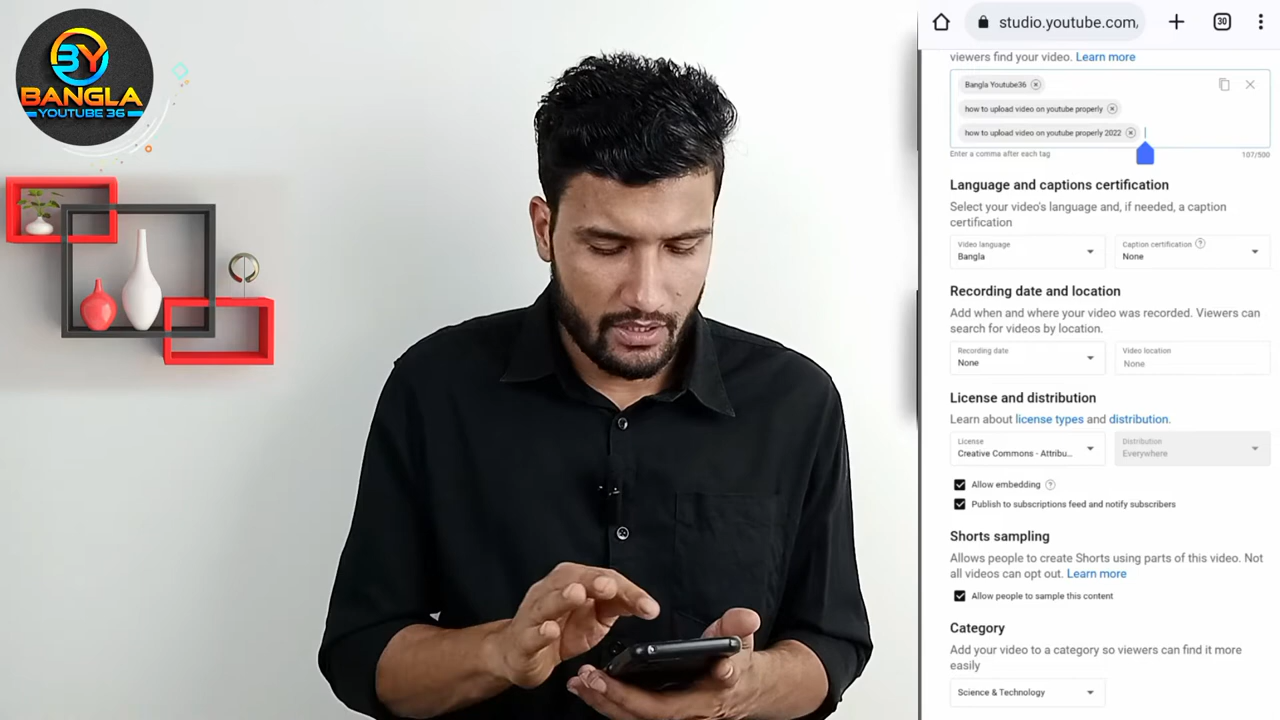 BY
BANGLA
YOUTUBE 36
studio.youtube.com,
30
viewers find your video. Learn more
Bangla Youtube36
how to upload video on youtube properly
how to upload video on youtube properly 2022
Enter a comma after each tag
107/500
Language and captions certification
Select your video's language and, if needed, a caption
certification
Video language
Bangla
Caption certification ?
None
Recording date and location
Add when and where your video was recorded. Viewers can
search for videos by location.
Recording date
None
Video location
None
License and distribution
Learn about license types and distribution.
License
Creative Commons - Attribu...
Distribution
Everywhere
Allow embedding ?
Publish to subscriptions feed and notify subscribers
Shorts sampling
Allows people to create Shorts using parts of this video. Not
all videos can opt out. Learn more
Allow people to sample this content
Category
Add your video to a category so viewers can find it more
easily
Science & Technology